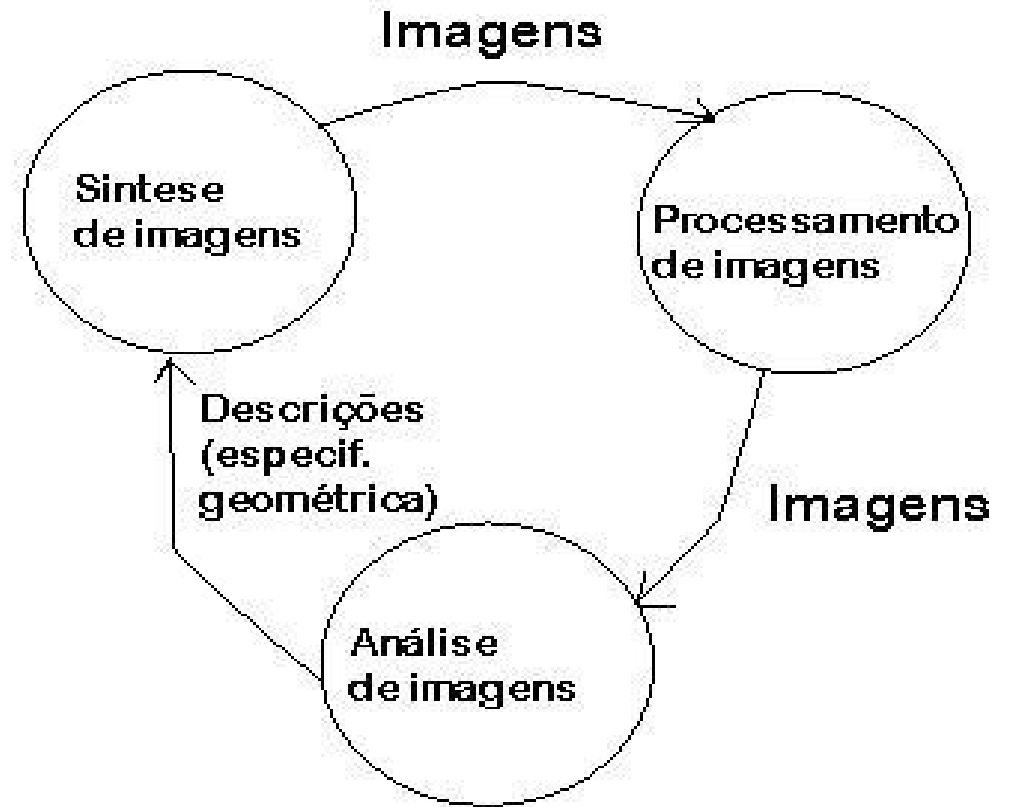 Imagens
Sintese
de imagens
Processamento
de imagens
Descrições
(especif.
geométrica)
Imagens
Análise
de imagens